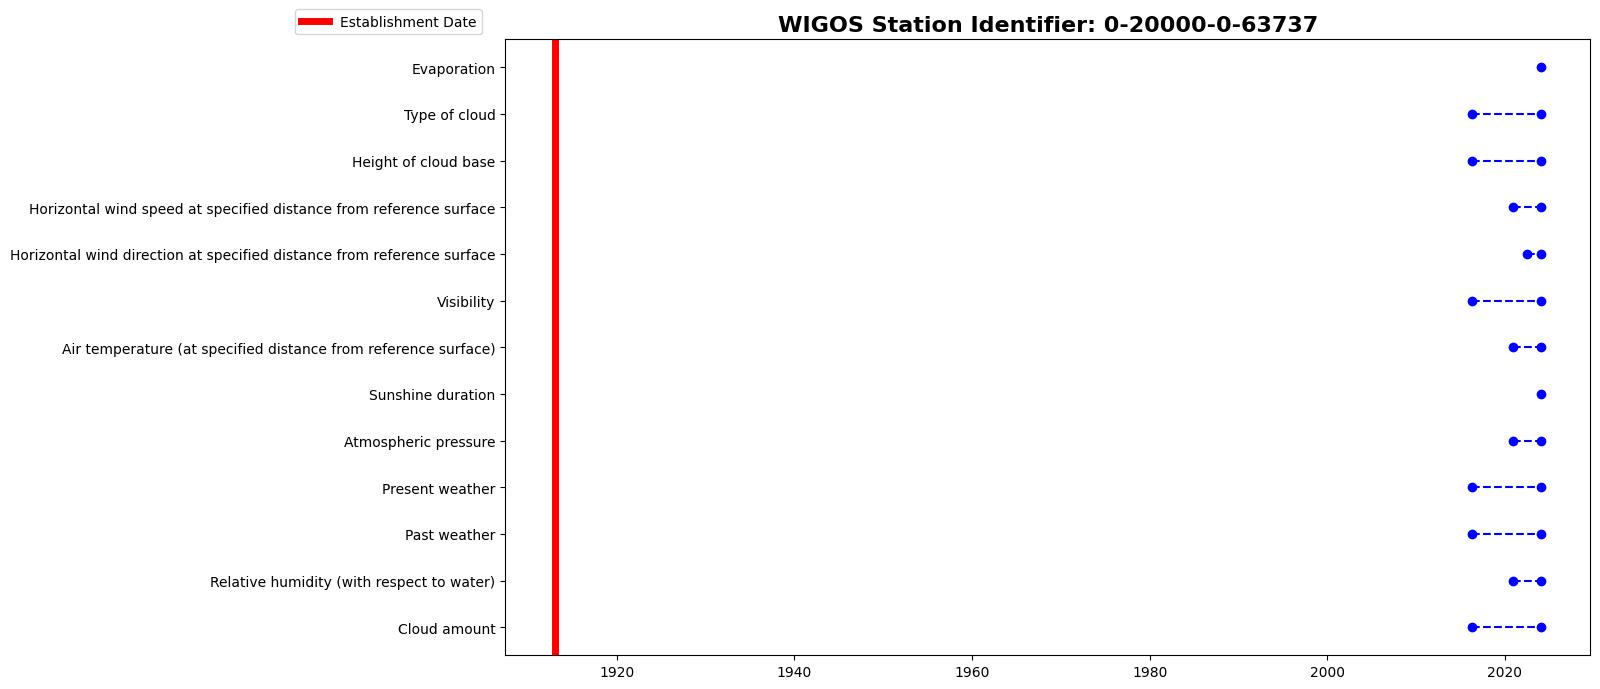 Establishment Date
WIGOS Station Identifier: 0-20000-0-63737
Evaporation
Type of cloud
Height of cloud base
Horizontal wind speed at specified distance from reference surface
Horizontal wind direction at specified distance from reference surface
Visibility
Air temperature (at specified distance from reference surface)
Sunshine duration
Atmospheric pressure
Present weather
Past weather
Relative humidity (with respect to water)
Cloud amount
1920 1940 1960 1980 2000 2020